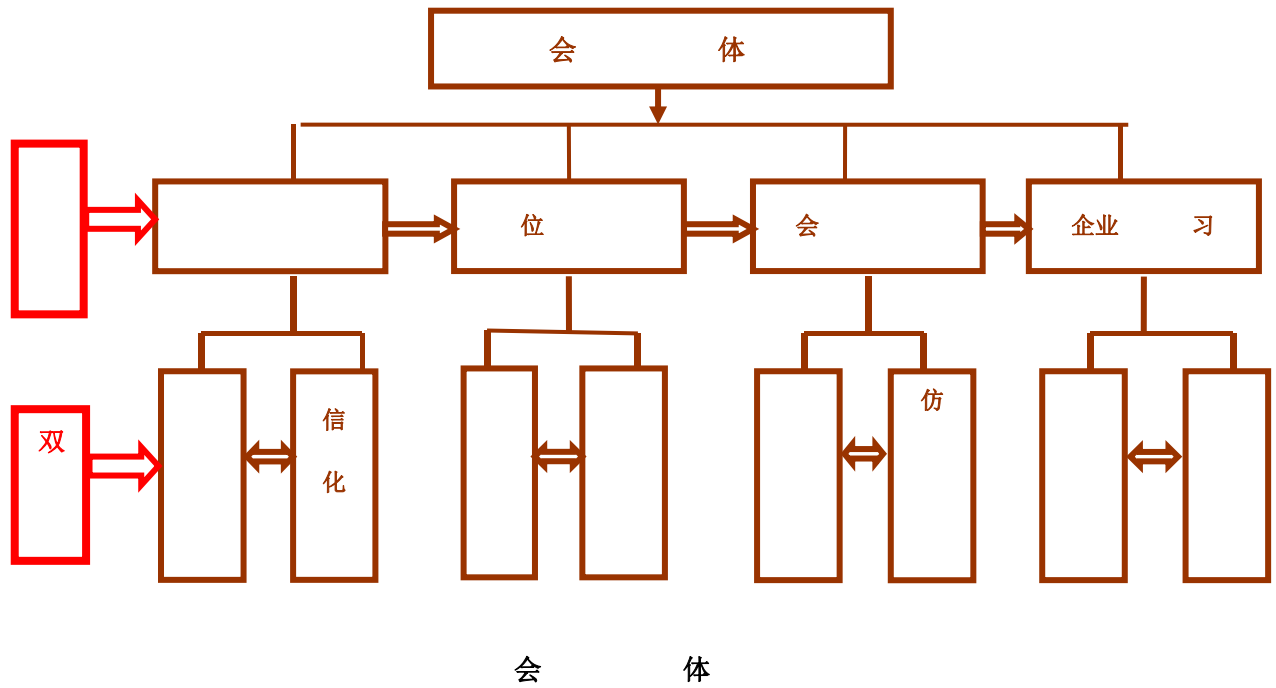 会 体
位 会 企业 习
仿
双 信
化
会 体